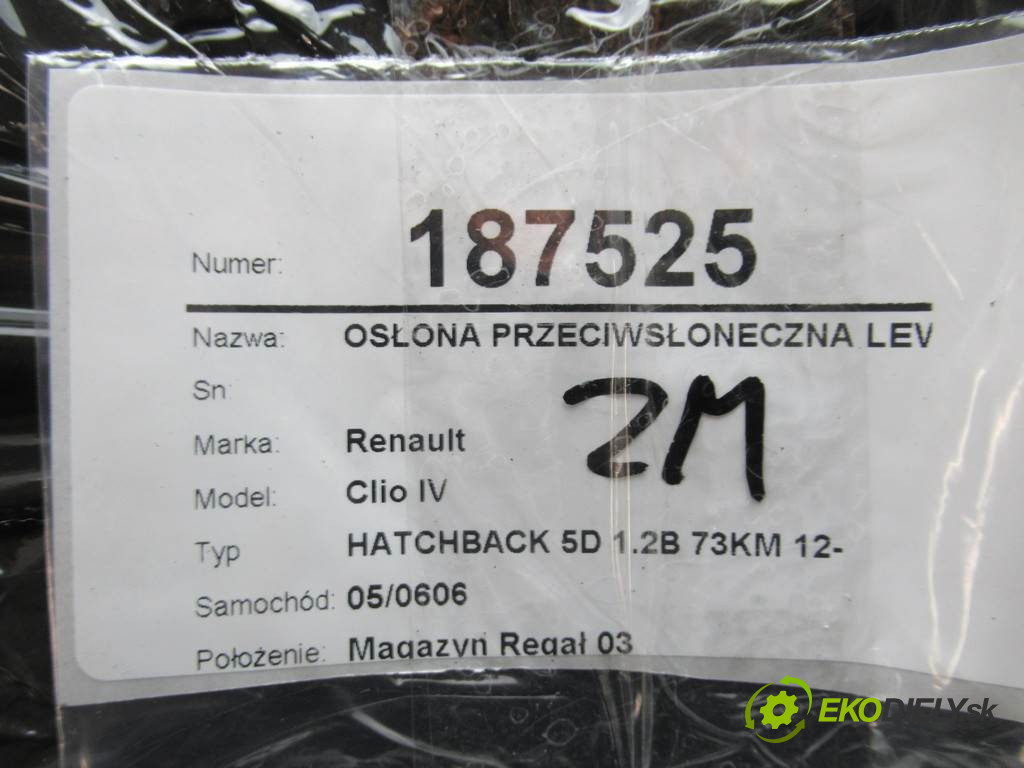 Numer: 187525
Nazwa: OSŁONA PRZECIWSŁONECZNA LEV
Sn:
Marka: Renault
ZM
Model: Clio IV
Typ HATCHBACK 5D 1.2B 73KM 12-
Samochód: 05/0606
Położenie: Magazyn Regał 03
EKODIELY.sk